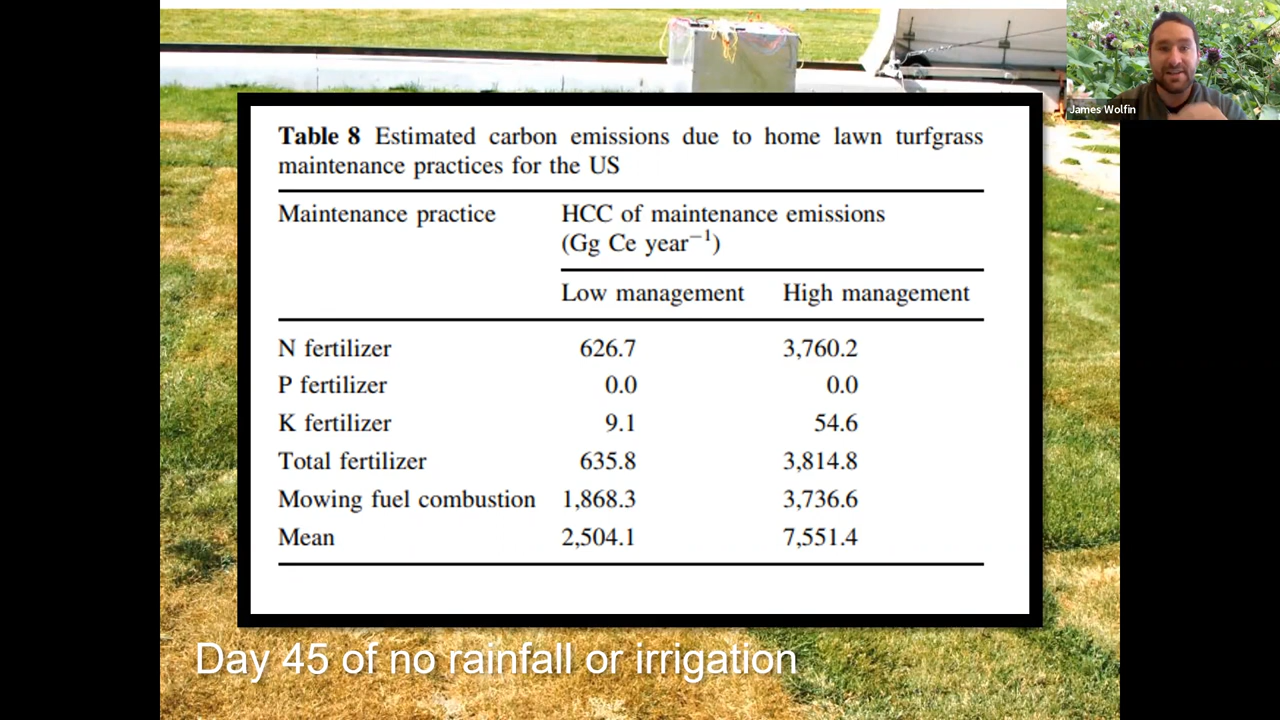 James Wolfin
Table 8 Estimated carbon emissions due to home lawn turfgrass
maintenance practices for the US
Maintenance practice HCC of maintenance emissions
(Gg Ce year⁻¹)
Low management High management
N fertilizer 626.7 3,760.2
P fertilizer 0.0 0.0
K fertilizer 9.1 54.6
Total fertilizer 635.8 3,814.8
Mowing fuel combustion 1,868.3 3,736.6
Mean 2,504.1 7,551.4
Day 45 of no rainfall or irrigation